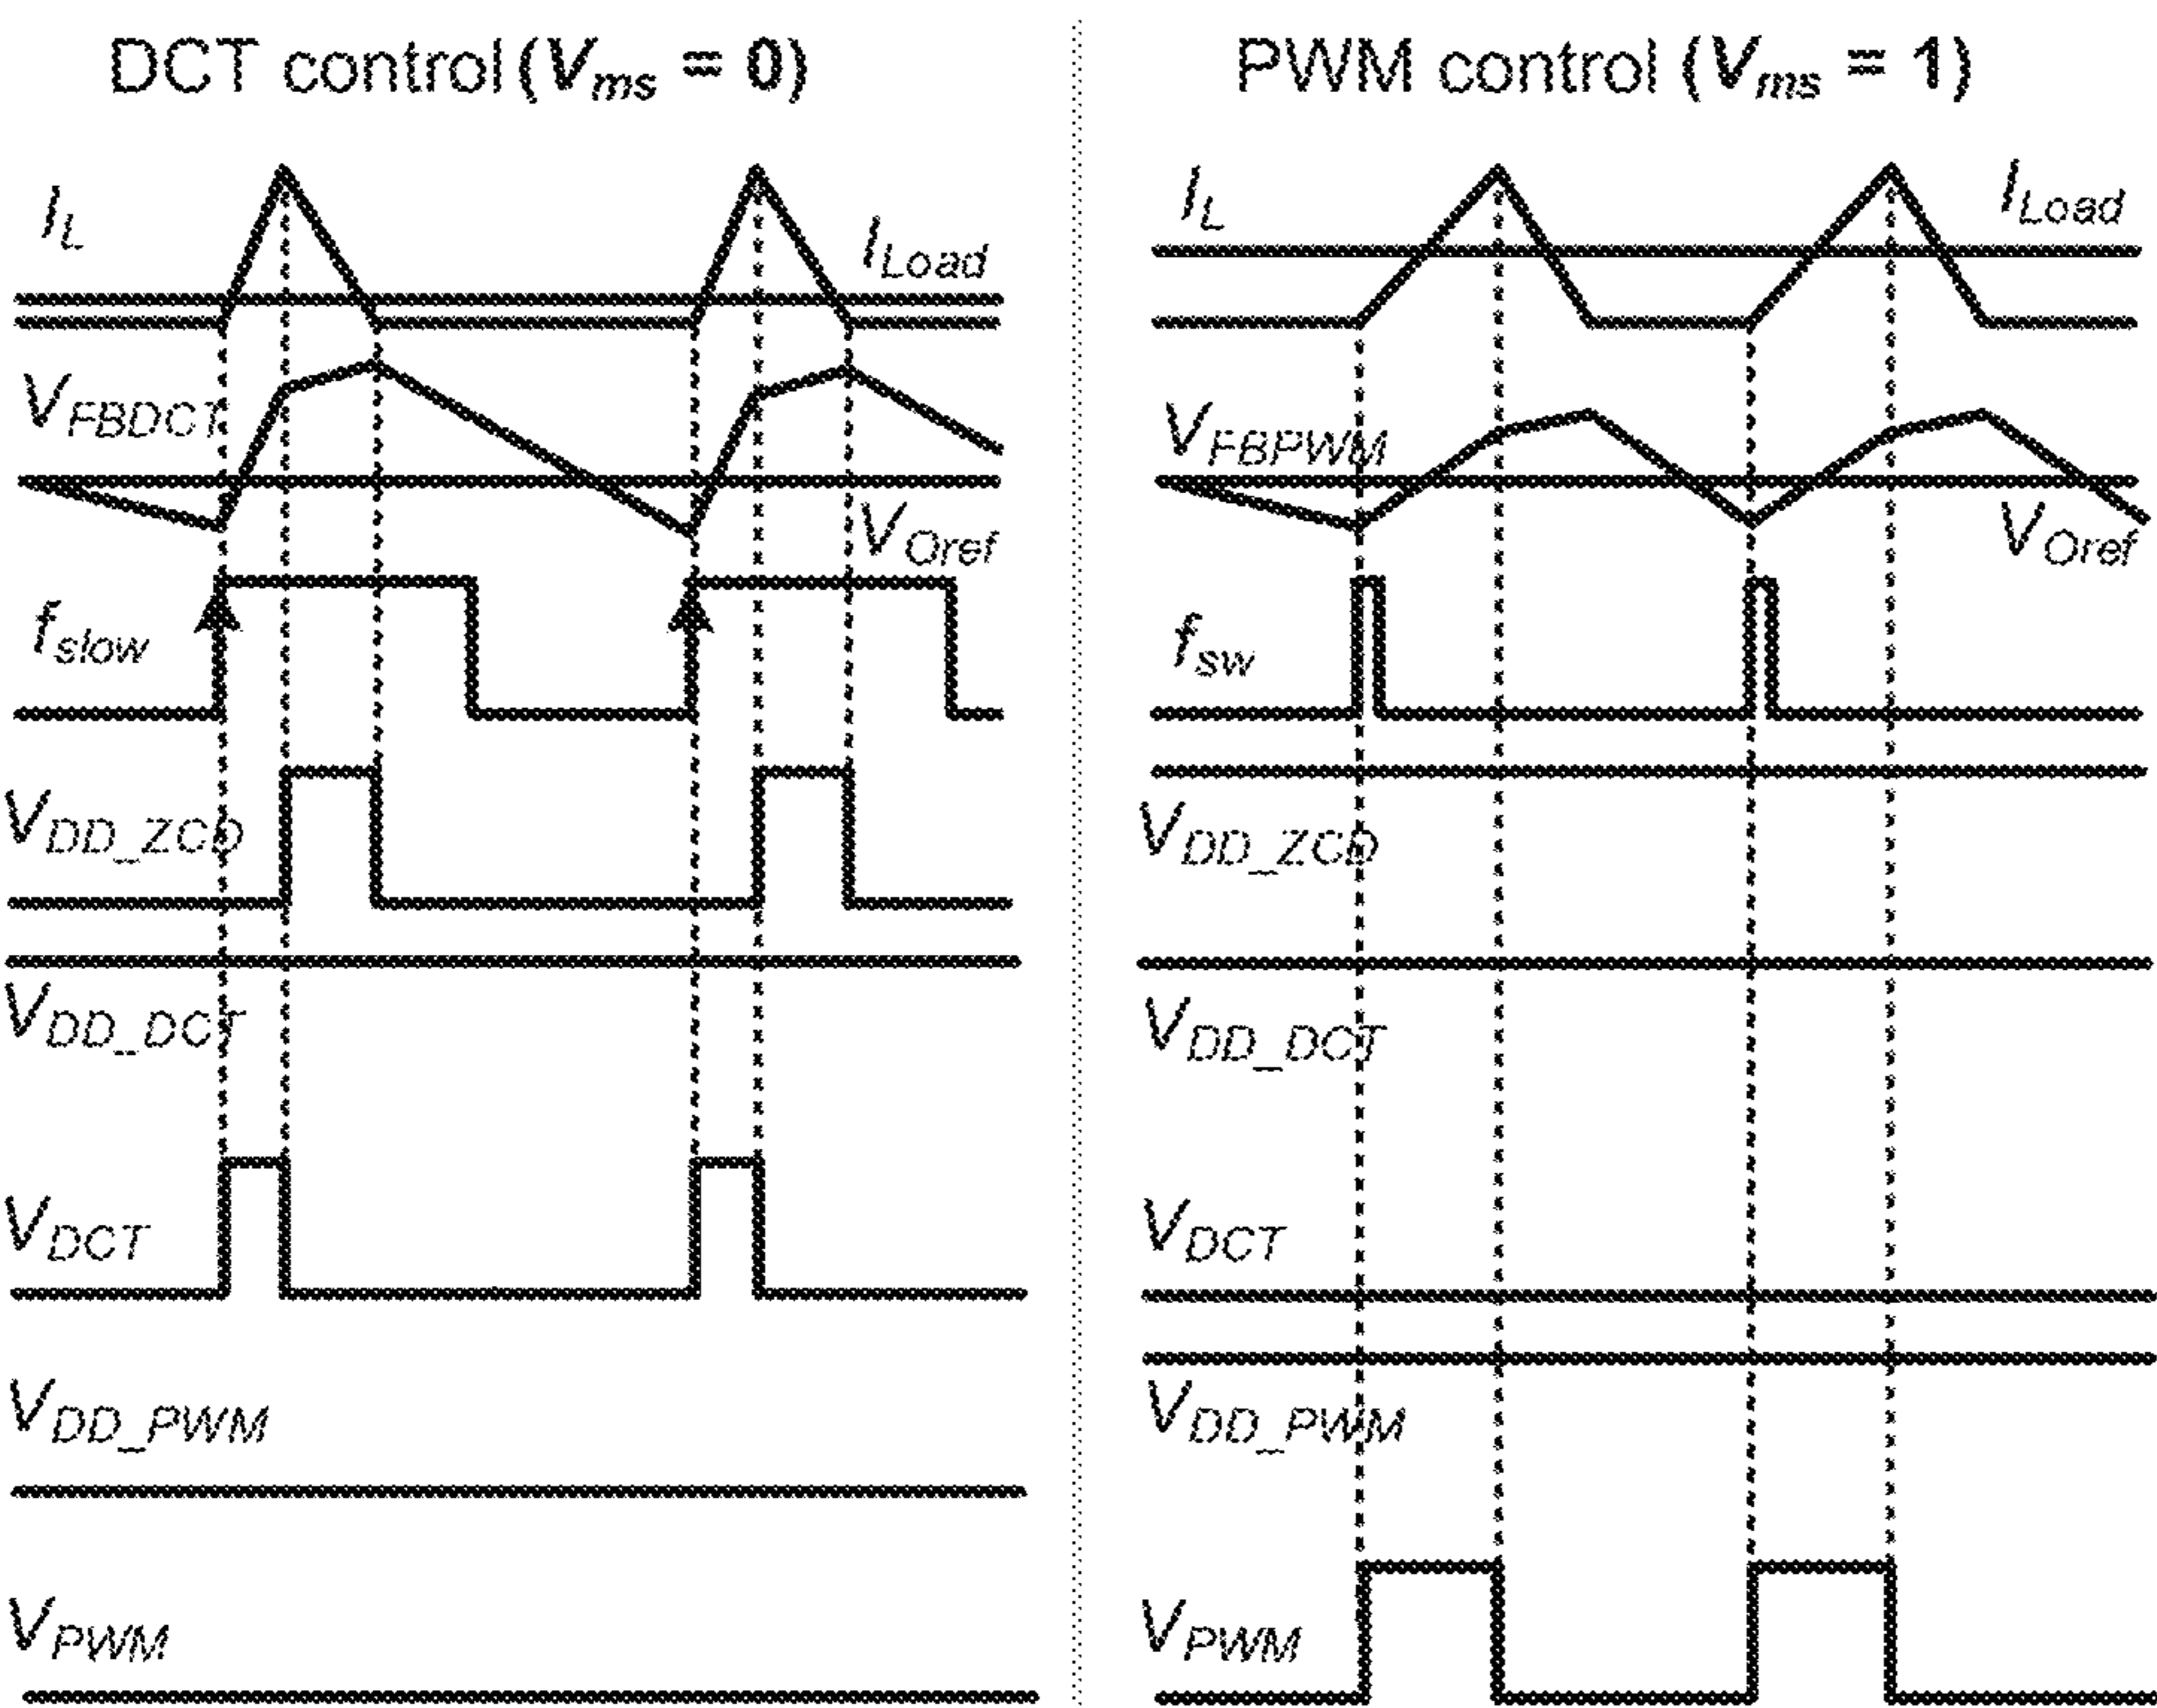 DCT control (Vms = 0)
IL
ILoad
VFBDCT
VOref
fslow
VDD_ZCD
VDD_DCT
VDCT
VDD_PWM
VPWM
PWM control (Vms = 1)
IL
ILoad
VFBPWM
VOref
fsw
VDD_ZCD
VDD_DCT
VDCT
VDD_PWM
VPWM